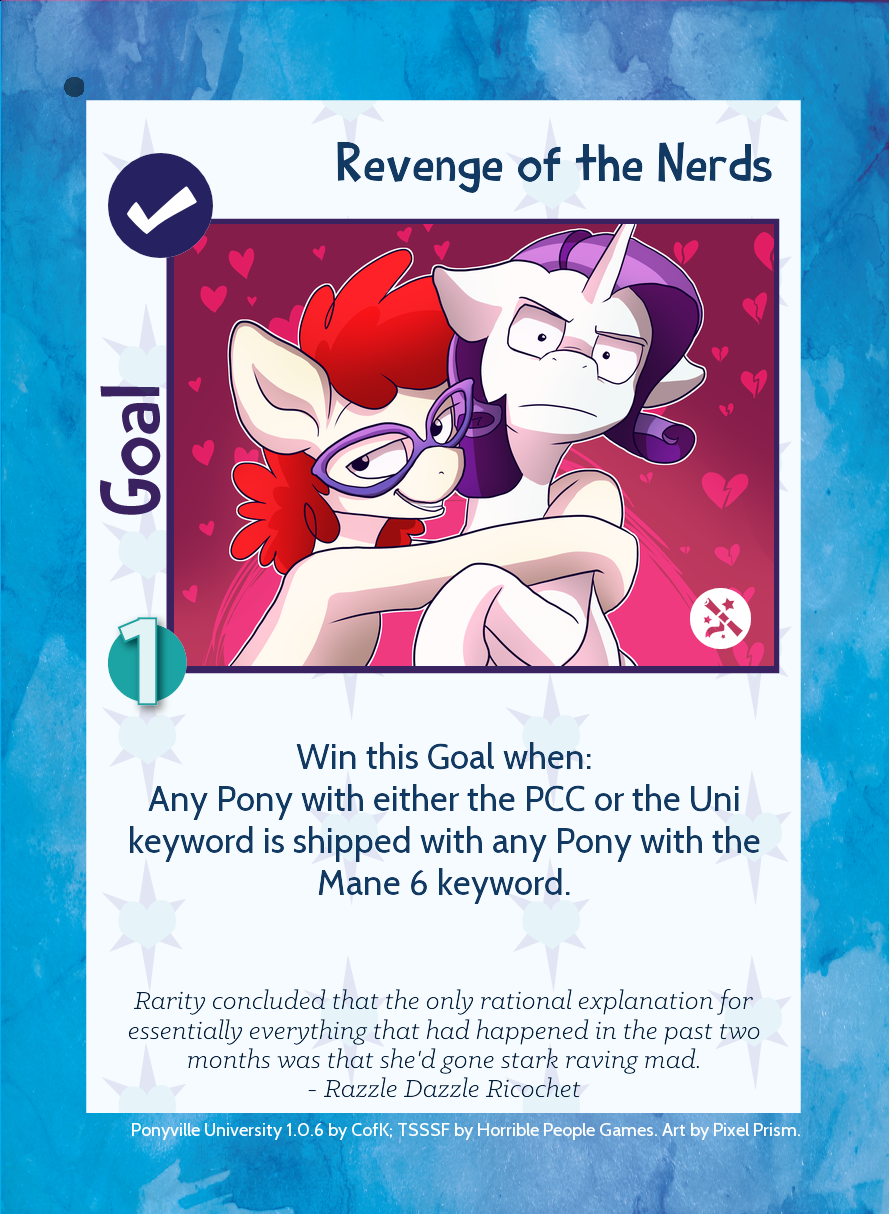 Revenge of the Nerds
Goal
1
Win this Goal when:
Any Pony with either the PCC or the Uni
keyword is shipped with any Pony with the
Mane 6 keyword.
Rarity concluded that the only rational explanation for
essentially everything that had happened in the past two
months was that she'd gone stark raving mad.
- Razzle Dazzle Ricochet
Ponyville University 1.0.6 by CofK; TSSSF by Horrible People Games. Art by Pixel Prism.